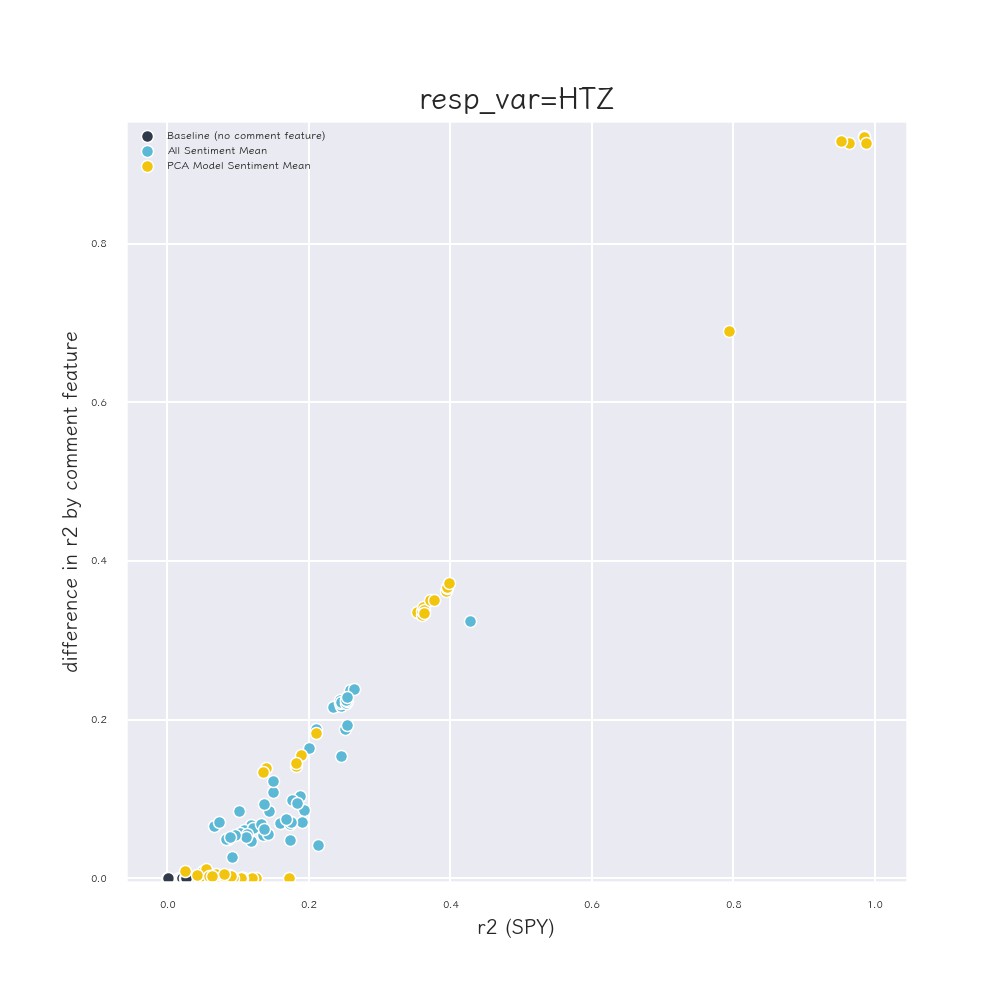 resp_var=HTZ
Baseline (no comment feature)
All Sentiment Mean
PCA Model Sentiment Mean
difference in r2 by comment feature
0.8
0.6
0.4
0.2
0.0
0.0 0.2 0.4 0.6 0.8 1.0
r2 (SPY)